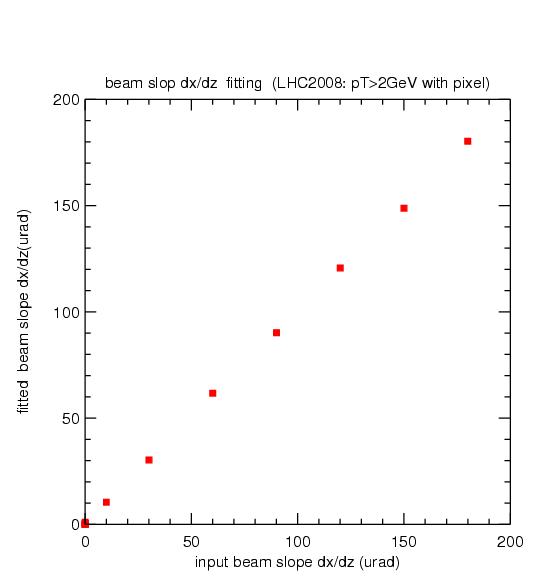 beam slop dx/dz fitting (LHC2008: pT>2GeV with pixel)
200
150
100
50
0
fitted beam slope dx/dz(urad)
0 50 100 150 200
input beam slope dx/dz (urad)